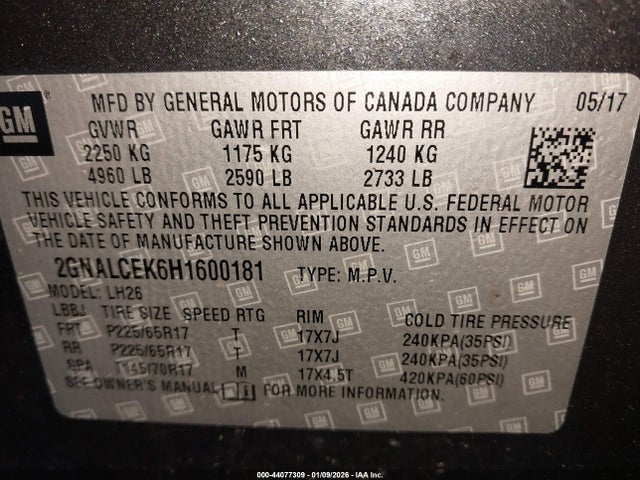 GM
MFD BY GENERAL MOTORS OF CANADA COMPANY 05/17
GVWR GAWR FRT GAWR RR
2250 KG 1175 KG 1240 KG
4960 LB 2590 LB 2733 LB
THIS VEHICLE CONFORMS TO ALL APPLICABLE U.S. FEDERAL MOTOR
VEHICLE SAFETY AND THEFT PREVENTION STANDARDS IN EFFECT ON
THE DATE OF MANUFACTURE SHOWN ABOVE.
2GNALCEK6H1600181 TYPE: M.P.V.
MODEL: LH26
LBBJ TIRE SIZE SPEED RTG RIM COLD TIRE PRESSURE
FRT P225/65R17 T 17X7J 240KPA(35PSI)
RR P225/65R17 T 17X7J 240KPA(35PSI)
SPA T145/70R17 M 17X4.5T 420KPA(60PSI)
SEE OWNER'S MANUAL FOR MORE INFORMATION.
000-44077309 - 01/09/2026 - IAA Inc.